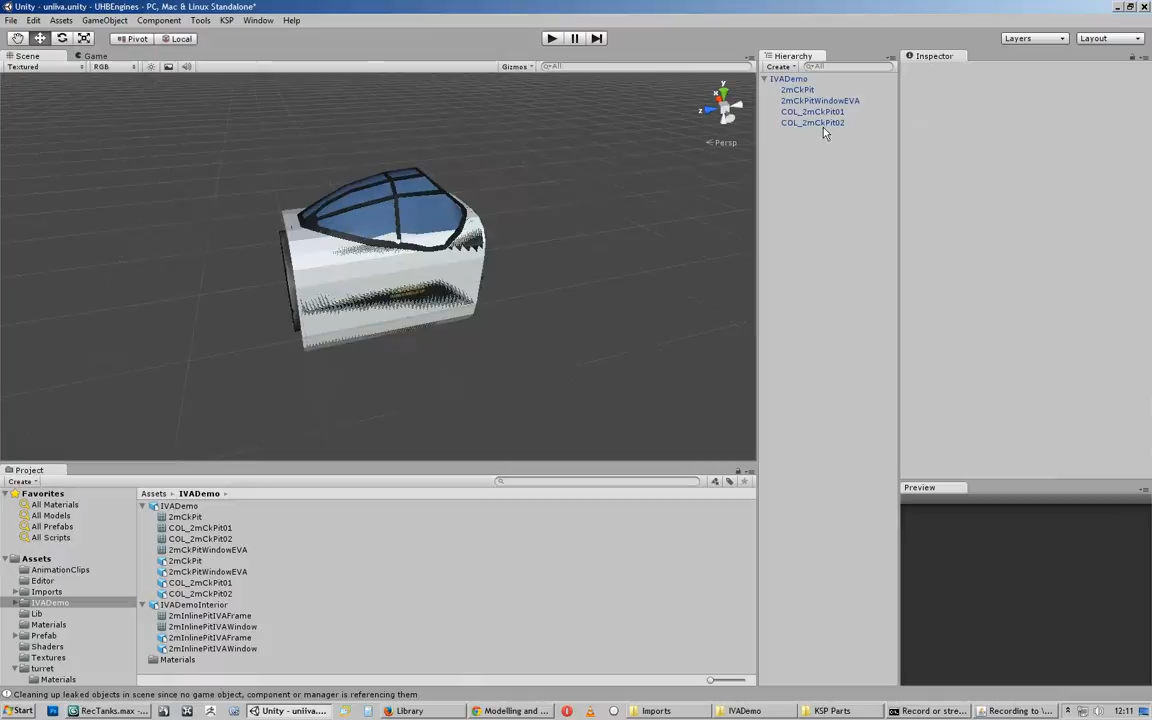 Unity - uniiva.unity - UHBEngines - PC, Mac & Linux Standalone*
File Edit Assets GameObject Component Tools KSP Window Help
Pivot Local Layers Layout
Scene Game
Textured RGB Gizmos All
y
x
z
Persp
Hierarchy
Create All
IVADemo
2mCkPit
2mCkPitWindowEVA
COL_2mCkPit01
COL_2mCkPit02
Inspector
Preview
Project
Create
Favorites
All Materials
All Models
All Prefabs
All Scripts
Assets
AnimationClips
Editor
Imports
IVADemo
Lib
Materials
Prefab
Shaders
Textures
turret
Materials
Assets IVADemo
IVADemo
2mCkPit
COL_2mCkPit01
COL_2mCkPit02
2mCkPitWindowEVA
2mCkPit
2mCkPitWindowEVA
COL_2mCkPit01
COL_2mCkPit02
IVADemoInterior
2mInlinePitIVAFrame
2mInlinePitIVAWindow
2mInlinePitIVAFrame
2mInlinePitIVAWindow
Materials
Cleaning up leaked objects in scene since no game object, component or manager is referencing them
Start RecTanks.max -... Unity - uniiva.... Library Modelling and ... Imports IVADemo KSP Parts Record or stre... Recording to \... 12:11